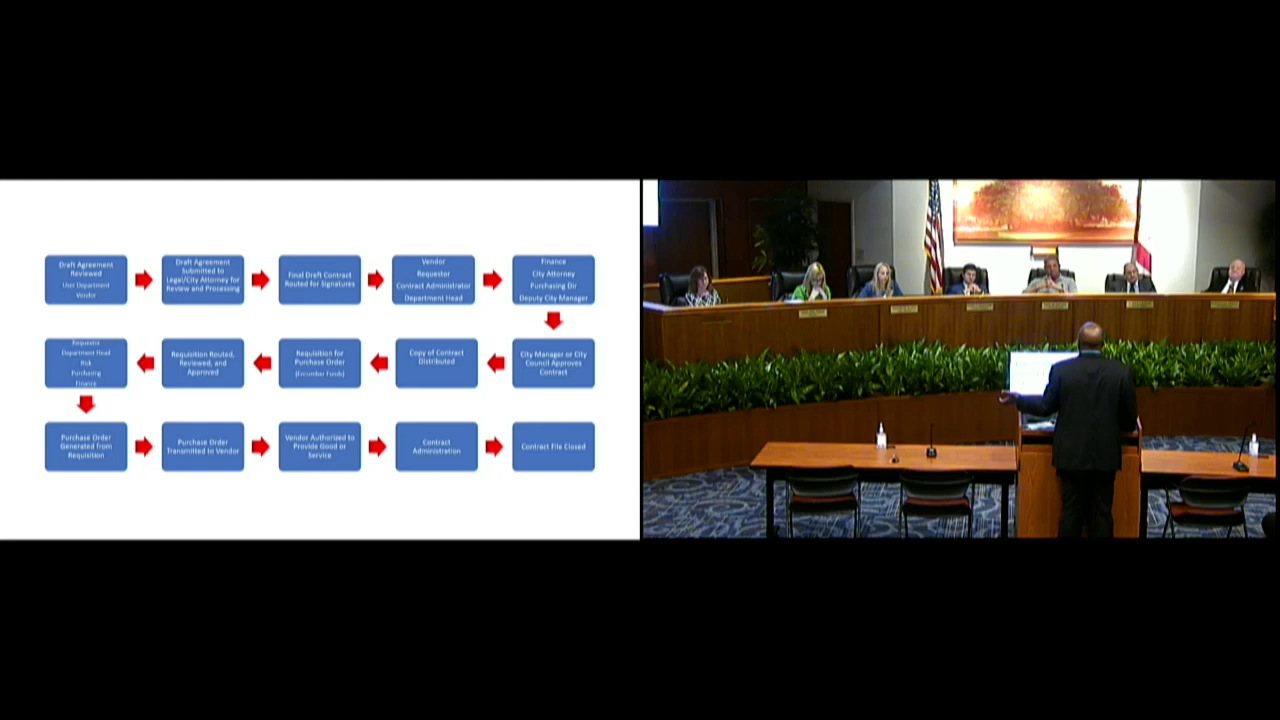 Draft Agreement
Reviewed
User Department
Vendor
Draft Agreement
Submitted to
Legal/City Attorney for
Review and Processing
Final Draft Contract
Routed for Signatures
Vendor
Requestor
Contract Administrator
Department Head
Finance
City Attorney
Purchasing Dir
Deputy City Manager
Requestor
Department Head
Risk
Purchasing
Finance
Requisition Routed,
Reviewed, and
Approved
Requisition for
Purchase Order
(Encumber Funds)
Copy of Contract
Distributed
City Manager or City
Council Approves
Contract
Purchase Order
Generated from
Requisition
Purchase Order
Transmitted to Vendor
Vendor Authorized to
Provide Good or
Service
Contract
Administration
Contract File Closed